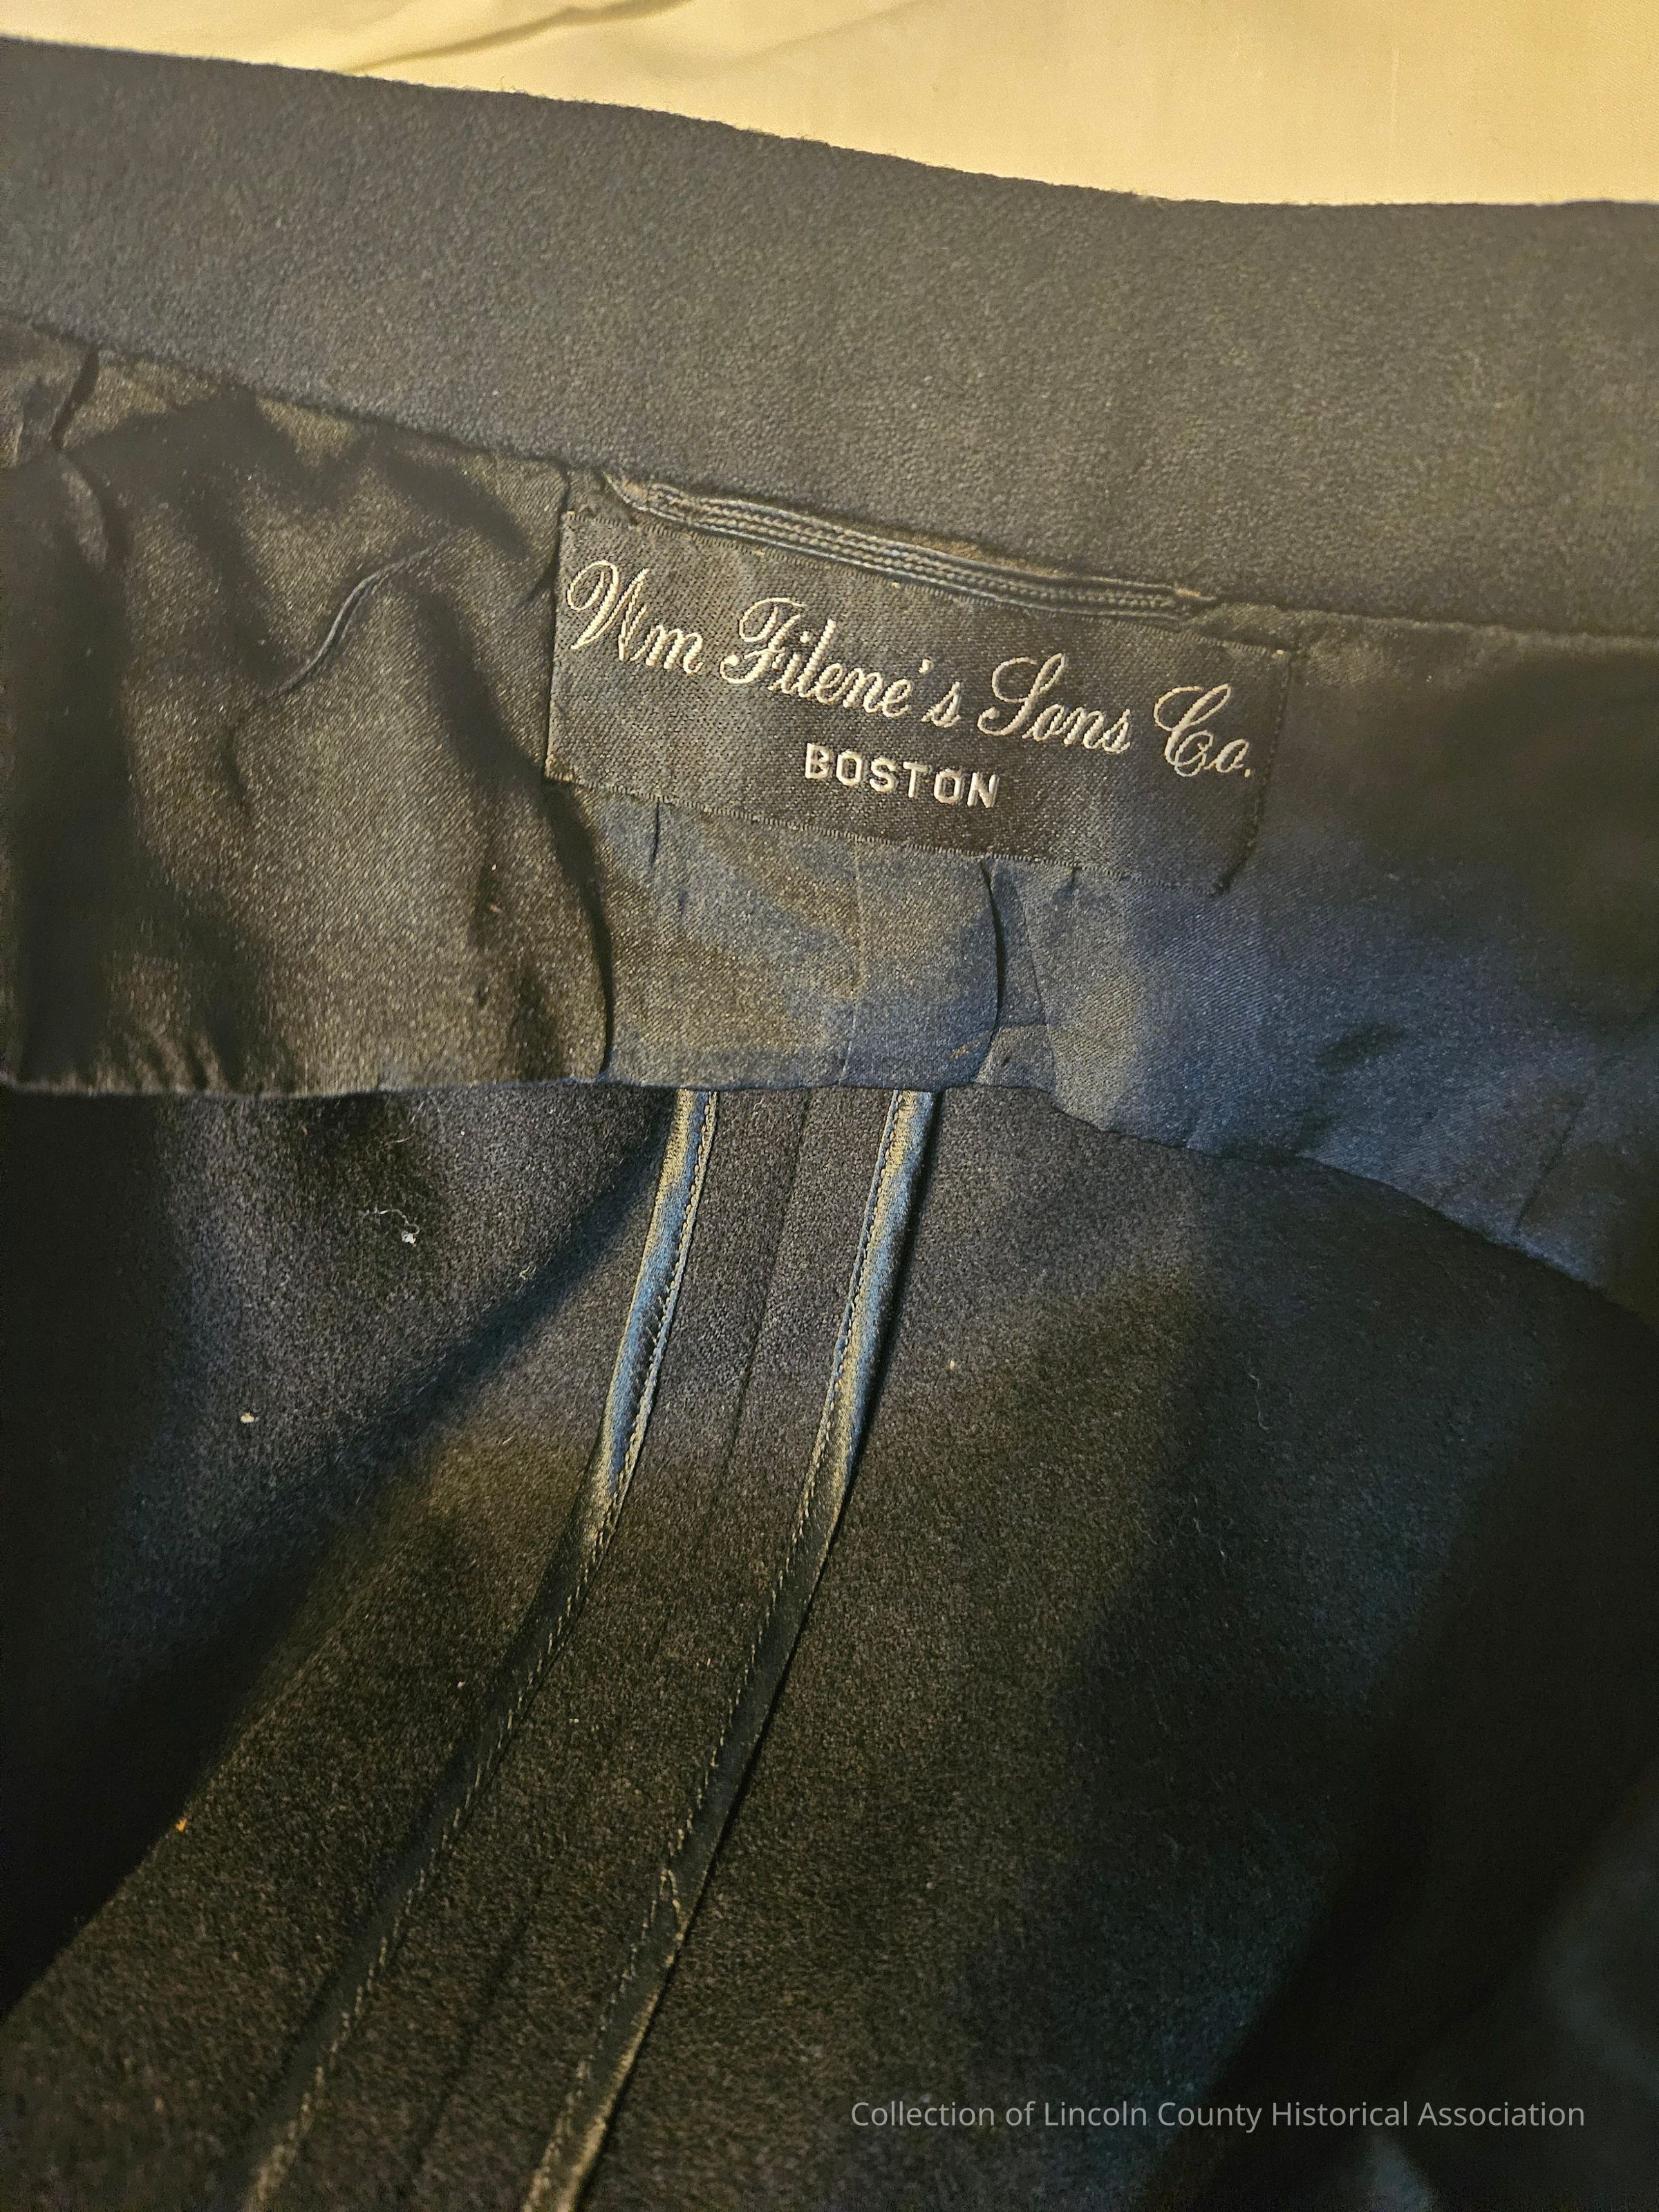 Wm Filene's Sons Co.
BOSTON
Collection of Lincoln County Historical Association